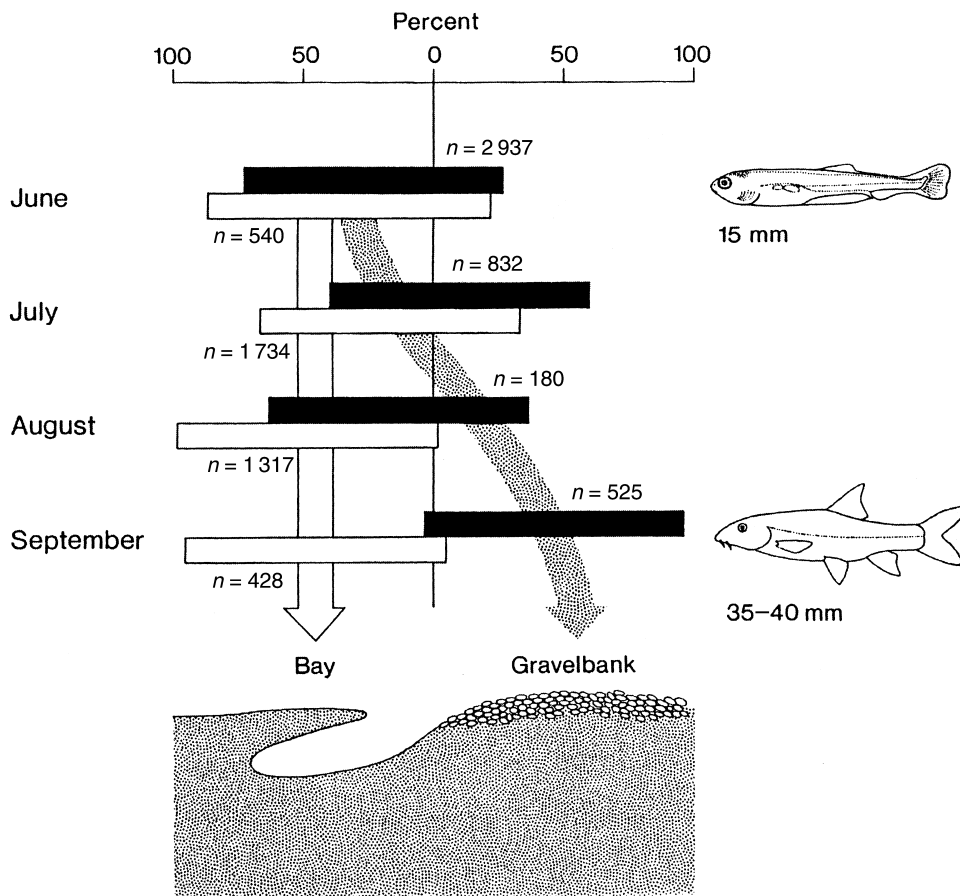 Percent
100 50 0 50 100
n = 2 937
June
15 mm
n = 540
n = 832
July
n = 1 734
n = 180
August
n = 1 317
n = 525
September
n = 428
35–40 mm
Bay Gravelbank